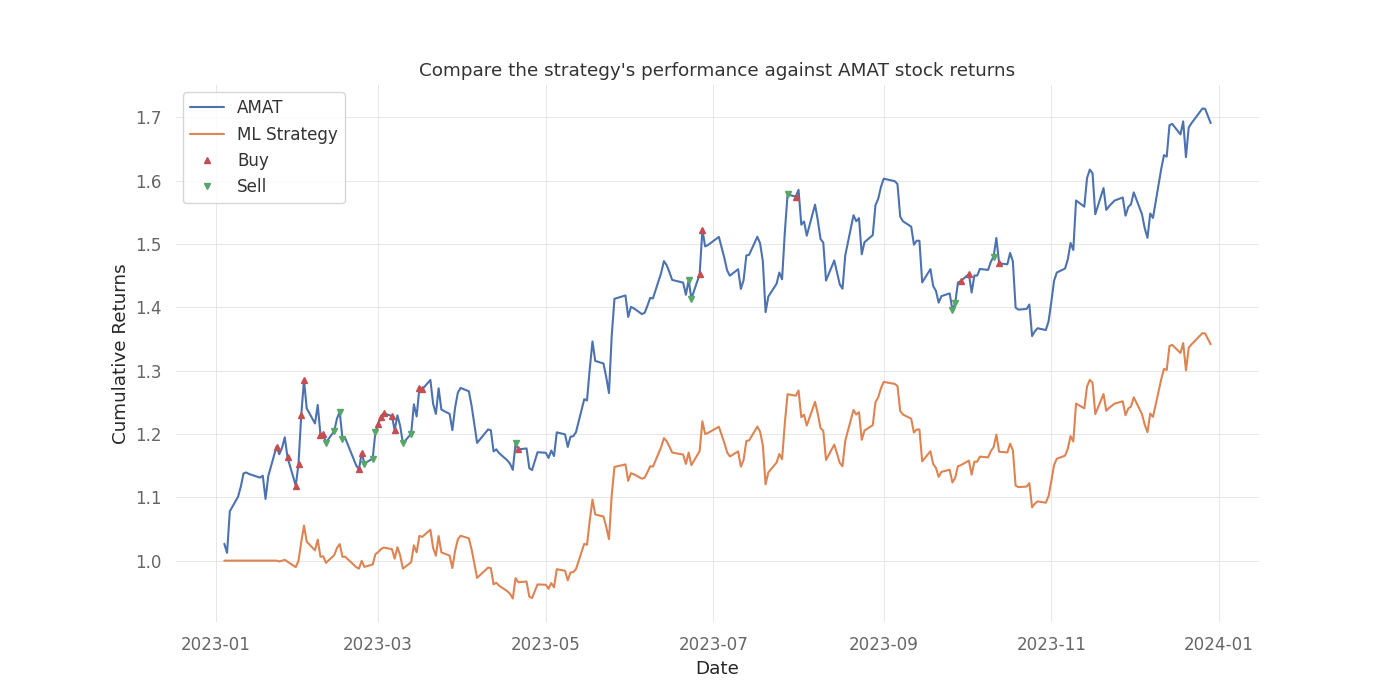 Compare the strategy's performance against AMAT stock returns
AMAT
ML Strategy
Buy
Sell
Cumulative Returns
1.7
1.6
1.5
1.4
1.3
1.2
1.1
1.0
2023-01 2023-03 2023-05 2023-07 2023-09 2023-11 2024-01
Date